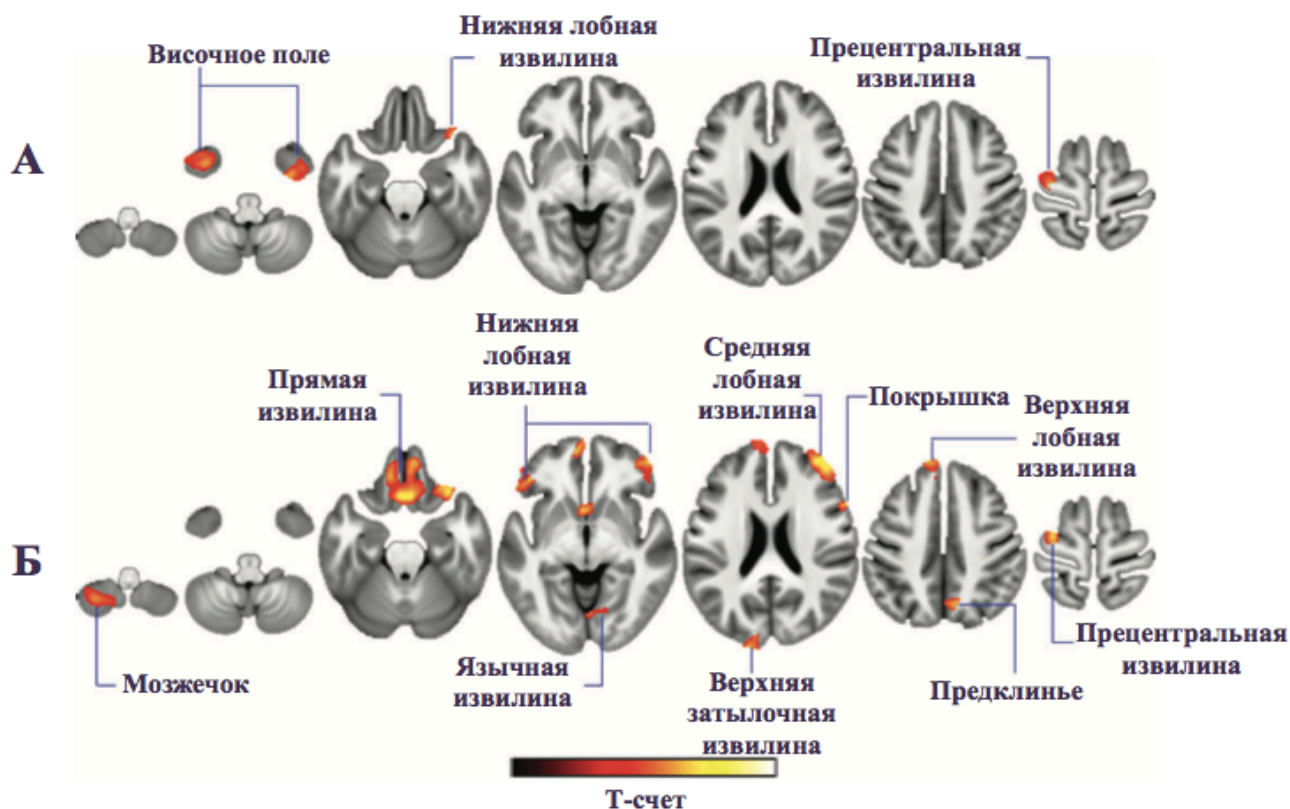 Височное поле
Нижняя лобная
извилина
Прецентральная
извилина
А
Нижняя
лобная
извилина
Прямая
извилина
Средняя
лобная
извилина
Покрышка
Верхняя
лобная
извилина
Б
Мозжечок
Язычная
извилина
Верхняя
затылочная
извилина
Предклинье
Прецентральная
извилина
Т-счет